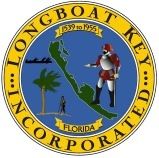 LONGBOAT KEY
1539 to 1955
FLORIDA
INCORPORATED